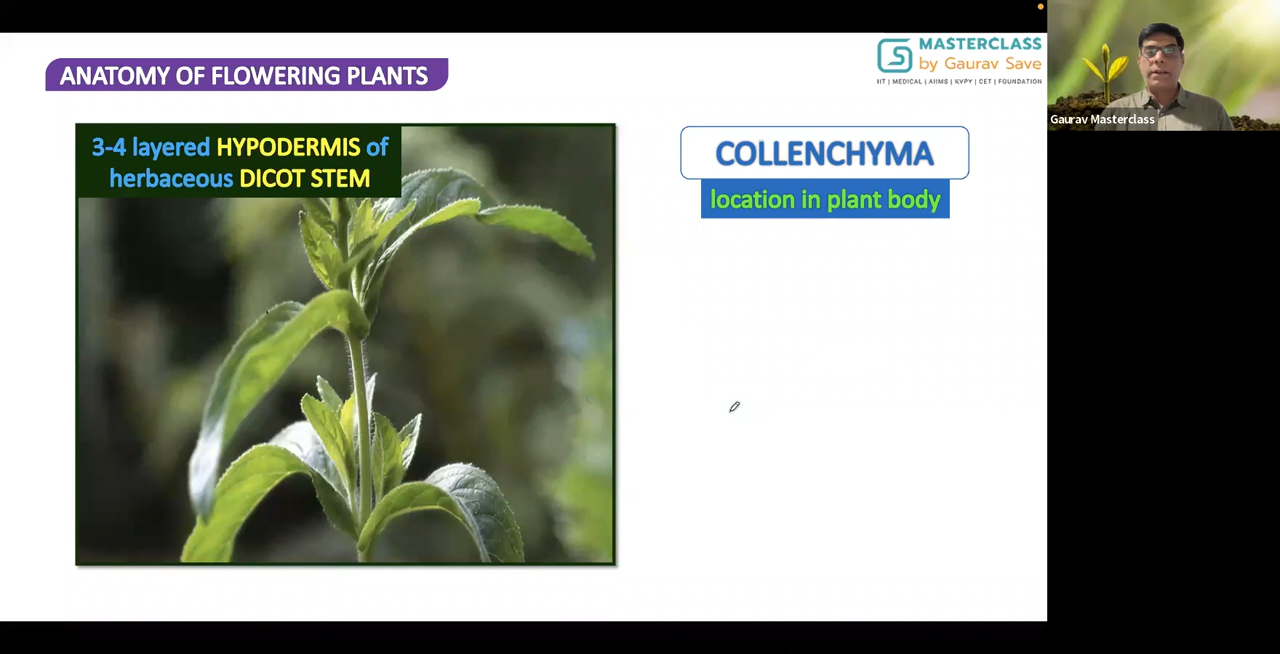 ANATOMY OF FLOWERING PLANTS
MASTERCLASS
by Gaurav Save
IIT | MEDICAL | AIIMS | KVPY | CET | FOUNDATION
3-4 layered HYPODERMIS of
herbaceous DICOT STEM
COLLENCHYMA
location in plant body
Gaurav Masterclass